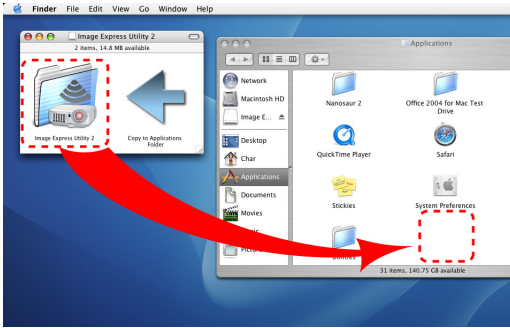 Finder File Edit View Go Window Help
Image Express Utility 2
2 items, 14.8 MB available
Image Express Utility 2
Copy to Applications
Folder
Applications
Network
Macintosh HD
Image E...
Desktop
Char
Applications
Documents
Movies
Nanosaur 2
Office 2004 for Mac Test
Drive
QuickTime Player
Safari
Stickies
System Preferences
Utilities
31 items, 140.75 GB available